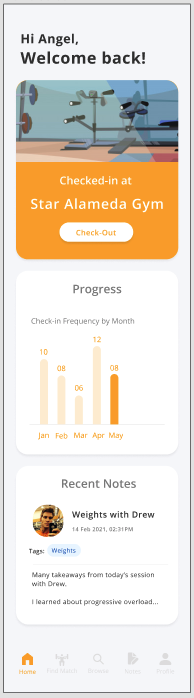 Hi Angel,
Welcome back!
Checked-in at
Star Alameda Gym
Check-Out
Progress
Check-in Frequency by Month
12
10
08
08
06
Jan Feb Mar Apr May
Recent Notes
Weights with Drew
14 Feb 2021, 02:31PM
Tags: Weights
Many takeaways from today's session
with Drew.
I learned about progressive overload...
Home Find Match Browse Notes Profile